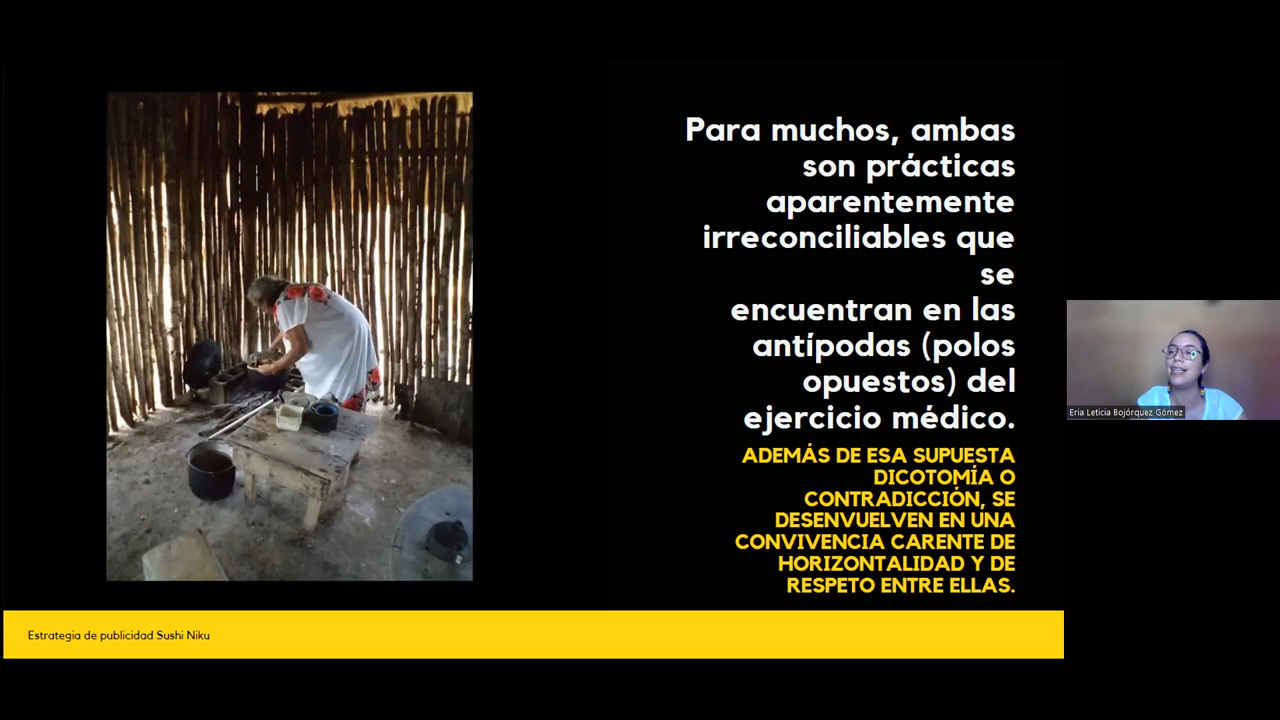 Para muchos, ambas
son prácticas
aparentemente
irreconciliables que
se
encuentran en las
antípodas (polos
opuestos) del
ejercicio médico.
ADEMÁS DE ESA SUPUESTA
DICOTOMÍA O
CONTRADICCIÓN, SE
DESENVUELVEN EN UNA
CONVIVENCIA CARENTE DE
HORIZONTALIDAD Y DE
RESPETO ENTRE ELLAS.
Estrategia de publicidad Sushi Niku
Eria Leticia Bojórquez Gómez